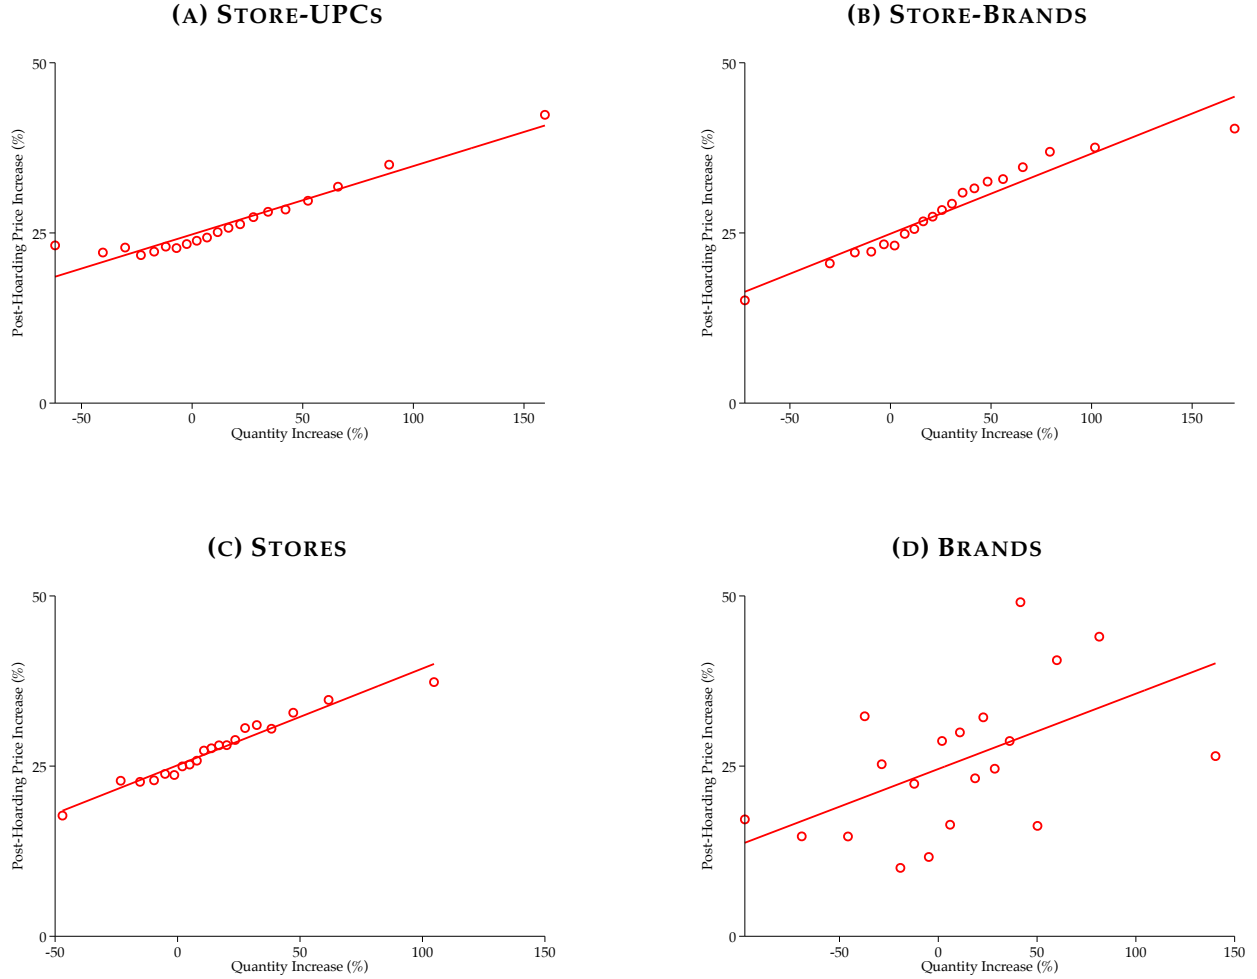 (A) STORE-UPCS
50
25
0
Post-Hoarding Price Increase (%)
-50 0 50 100 150
Quantity Increase (%)
(B) STORE-BRANDS
50
25
0
Post-Hoarding Price Increase (%)
-50 0 50 100 150
Quantity Increase (%)
(C) STORES
50
25
0
Post-Hoarding Price Increase (%)
-50 0 50 100 150
Quantity Increase (%)
(D) BRANDS
50
25
0
Post-Hoarding Price Increase (%)
-50 0 50 100 150
Quantity Increase (%)